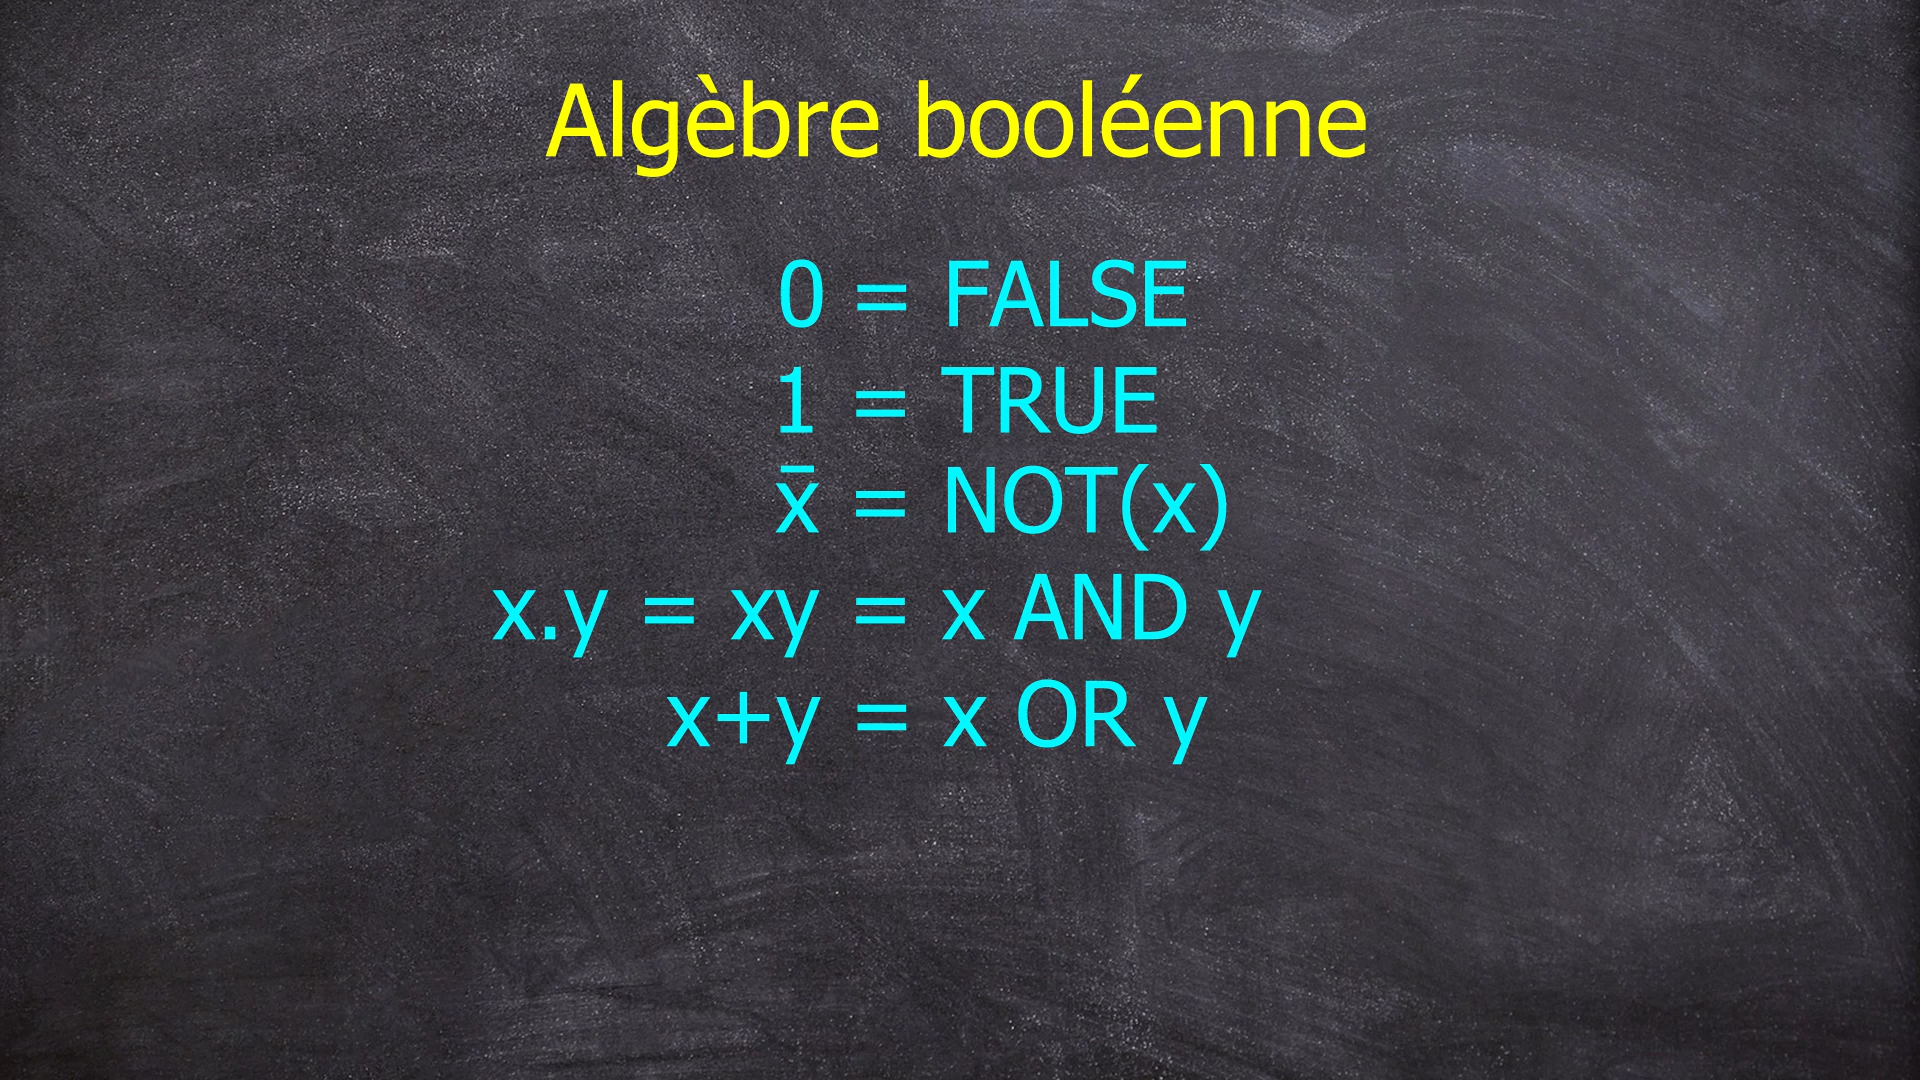 Algèbre booléenne
0 = FALSE
1 = TRUE
x̄ = NOT(x)
x.y = xy = x AND y
x+y = x OR y